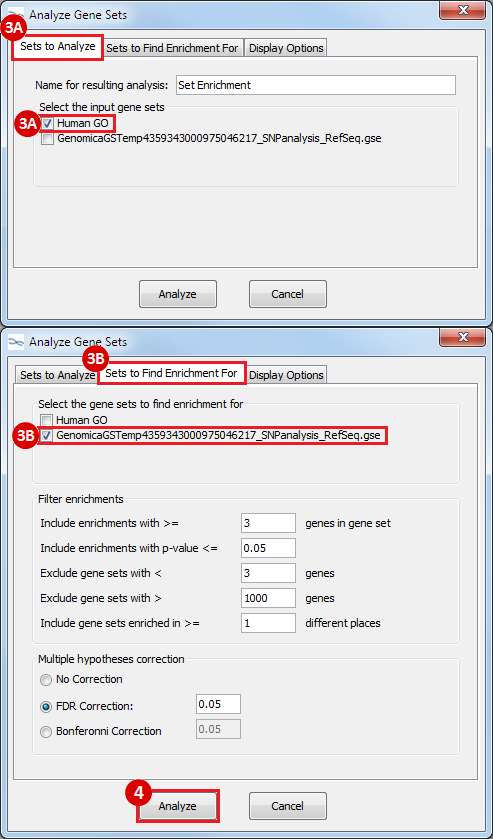 Analyze Gene Sets
3A
Sets to Analyze Sets to Find Enrichment For Display Options
Name for resulting analysis: Set Enrichment
Select the input gene sets
3A Human GO
GenomicaGSTemp4359343000975046217_SNPanalysis_RefSeq.gse
Analyze Cancel
Analyze Gene Sets
3B
Sets to Analyze Sets to Find Enrichment For Display Options
Select the gene sets to find enrichment for
Human GO
3B GenomicaGSTemp4359343000975046217_SNPanalysis_RefSeq.gse
Filter enrichments
Include enrichments with >= 3 genes in gene set
Include enrichments with p-value <= 0.05
Exclude gene sets with < 3 genes
Exclude gene sets with > 1000 genes
Include gene sets enriched in >= 1 different places
Multiple hypotheses correction
No Correction
FDR Correction: 0.05
Bonferonni Correction 0.05
4
Analyze Cancel